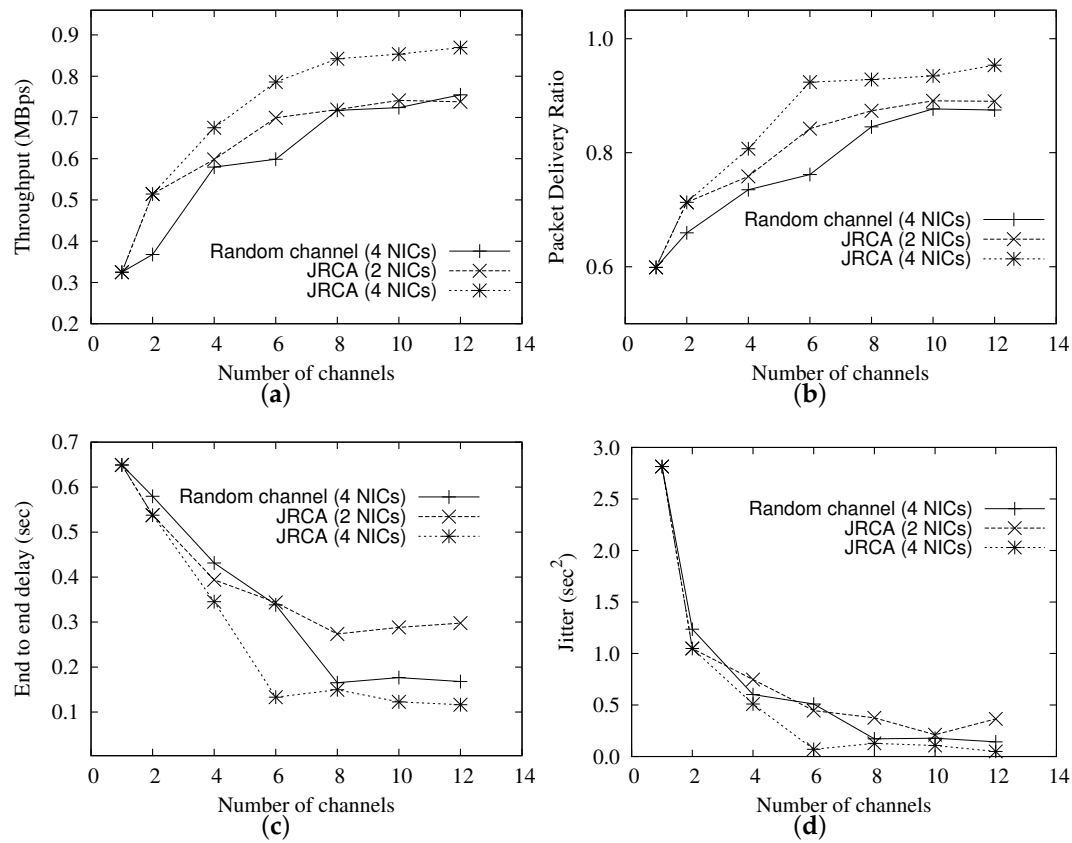 0.9
0.8
0.7
0.6
0.5
0.4
0.3
0.2
Throughput (MBps)
Random channel (4 NICs)
JRCA (2 NICs)
JRCA (4 NICs)
0 2 4 6 8 10 12 14
Number of channels
(a)
1.0
0.8
0.6
Packet Delivery Ratio
Random channel (4 NICs)
JRCA (2 NICs)
JRCA (4 NICs)
0 2 4 6 8 10 12 14
Number of channels
(b)
0.7
0.6
0.5
0.4
0.3
0.2
0.1
End to end delay (sec)
Random channel (4 NICs)
JRCA (2 NICs)
JRCA (4 NICs)
0 2 4 6 8 10 12 14
Number of channels
(c)
3.0
2.5
2.0
1.5
1.0
0.5
0.0
Jitter (sec²)
Random channel (4 NICs)
JRCA (2 NICs)
JRCA (4 NICs)
0 2 4 6 8 10 12 14
Number of channels
(d)